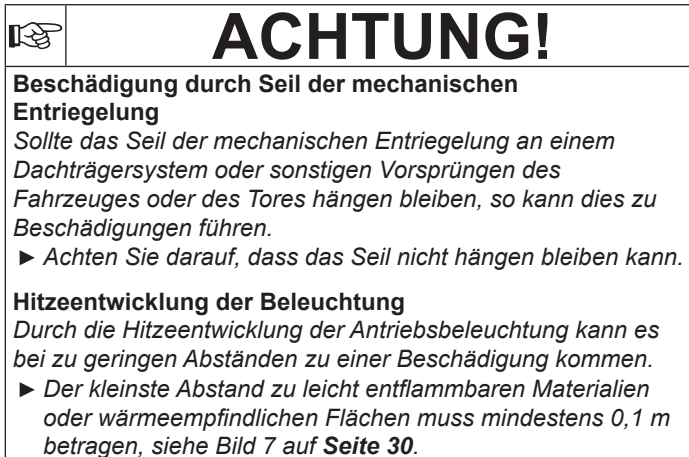 ACHTUNG!
Beschädigung durch Seil der mechanischen
Entriegelung
Sollte das Seil der mechanischen Entriegelung an einem
Dachträgersystem oder sonstigen Vorsprüngen des
Fahrzeuges oder des Tores hängen bleiben, so kann dies zu
Beschädigungen führen.
► Achten Sie darauf, dass das Seil nicht hängen bleiben kann.
Hitzeentwicklung der Beleuchtung
Durch die Hitzeentwicklung der Antriebsbeleuchtung kann es
bei zu geringen Abständen zu einer Beschädigung kommen.
► Der kleinste Abstand zu leicht entflammbaren Materialien
oder wärmeempfindlichen Flächen muss mindestens 0,1 m
betragen, siehe Bild 7 auf Seite 30.